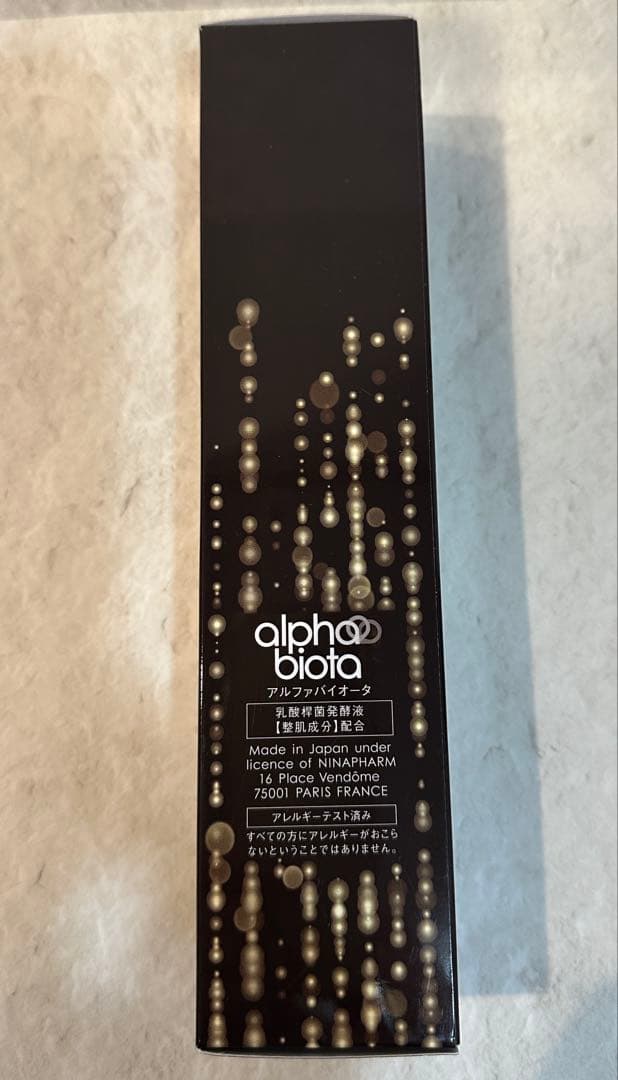 alpha
biota
アルファバイオータ
乳酸桿菌発酵液
【整肌成分】配合
Made in Japan under
licence of NINAPHARM
16 Place Vendôme
75001 PARIS FRANCE
アレルギーテスト済み
すべての方にアレルギーがおこら
ないということではありません。